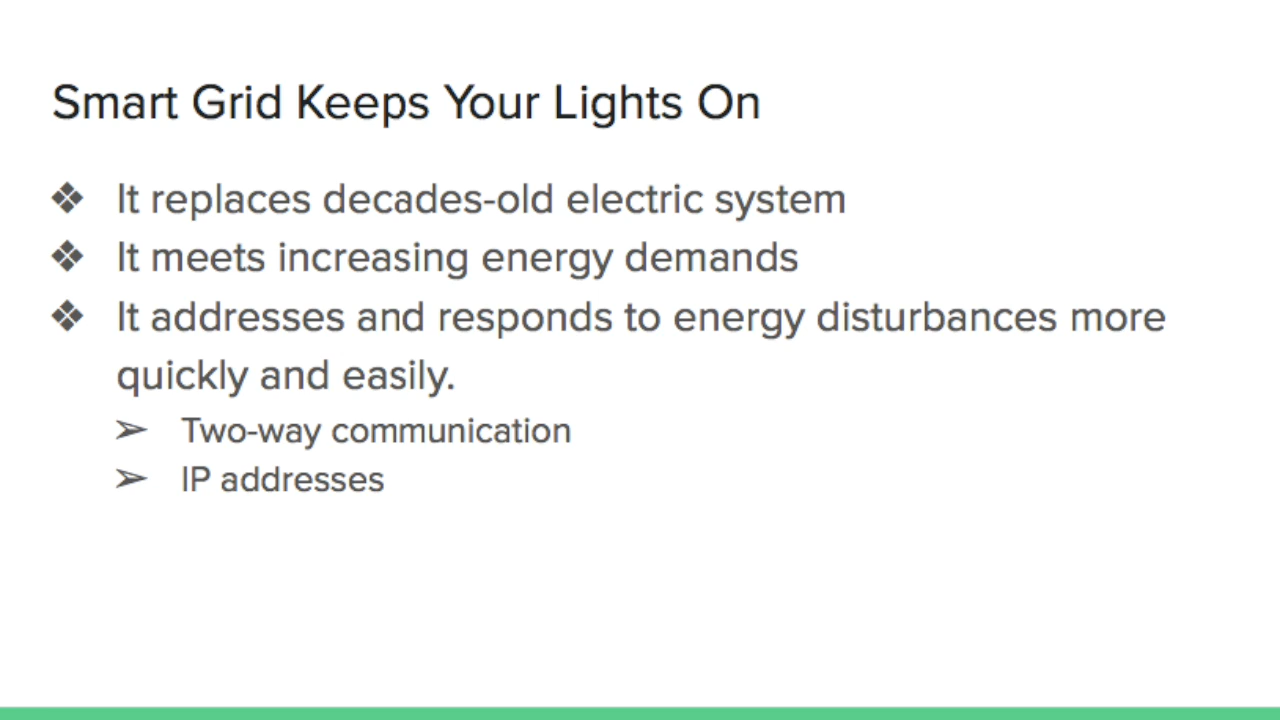 Smart Grid Keeps Your Lights On
❖ It replaces decades-old electric system
❖ It meets increasing energy demands
❖ It addresses and responds to energy disturbances more
quickly and easily.
➢ Two-way communication
➢ IP addresses